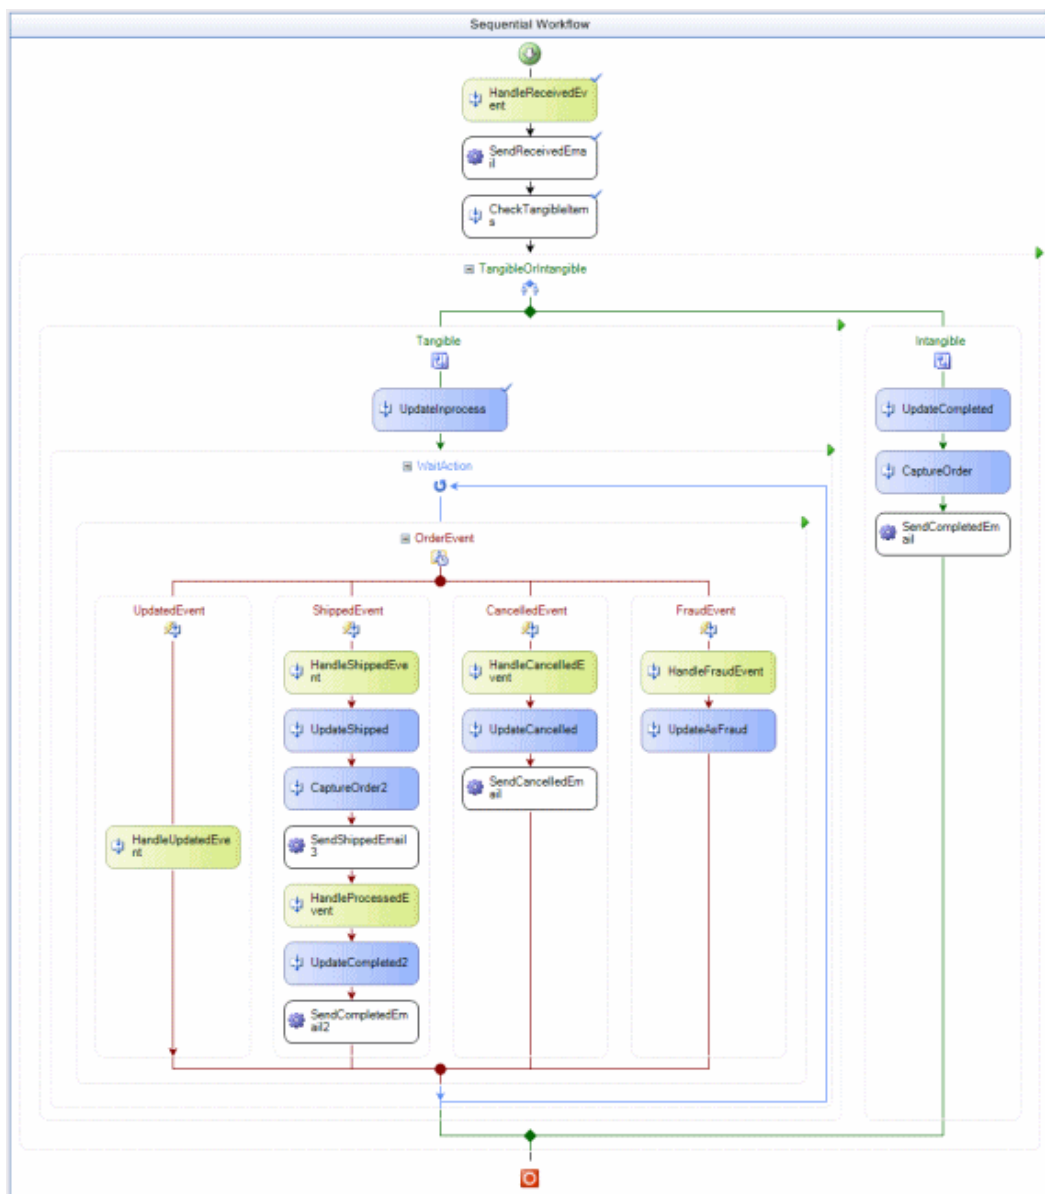 Sequential Workflow
HandleReceivedEv
ent
SendReceivedEma
il
CheckTangibleItem
s
TangibleOrIntangible
Tangible
Intangible
UpdateInprocess
UpdateCompleted
WaitAction
CaptureOrder
SendCompletedEm
ail
OrderEvent
UpdatedEvent
ShippedEvent
CancelledEvent
FraudEvent
HandleShippedEve
nt
HandleCancelledE
vent
HandleFraudEvent
UpdateShipped
UpdateCancelled
UpdateAsFraud
CaptureOrder2
SendCancelledEm
ail
HandleUpdatedEve
nt
SendShippedEmail
3
HandleProcessedE
vent
UpdateCompleted2
SendCompletedEm
ail2